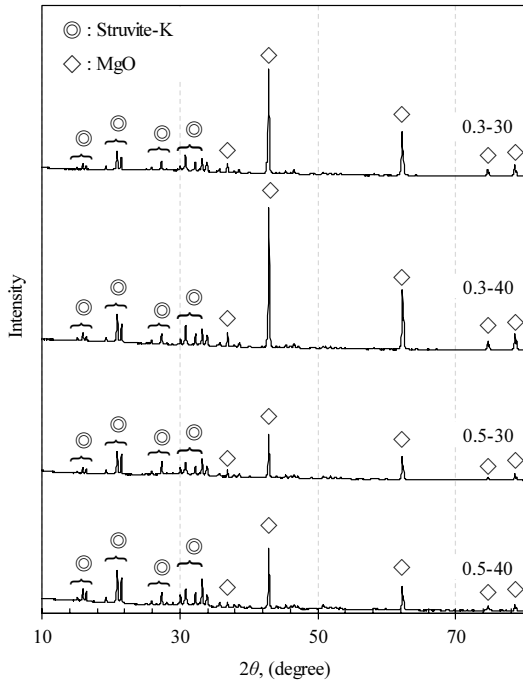 : Struvite-K
: MgO
0.3-30
0.3-40
0.5-30
0.5-40
Intensity
10 30 50 70
2θ, (degree)